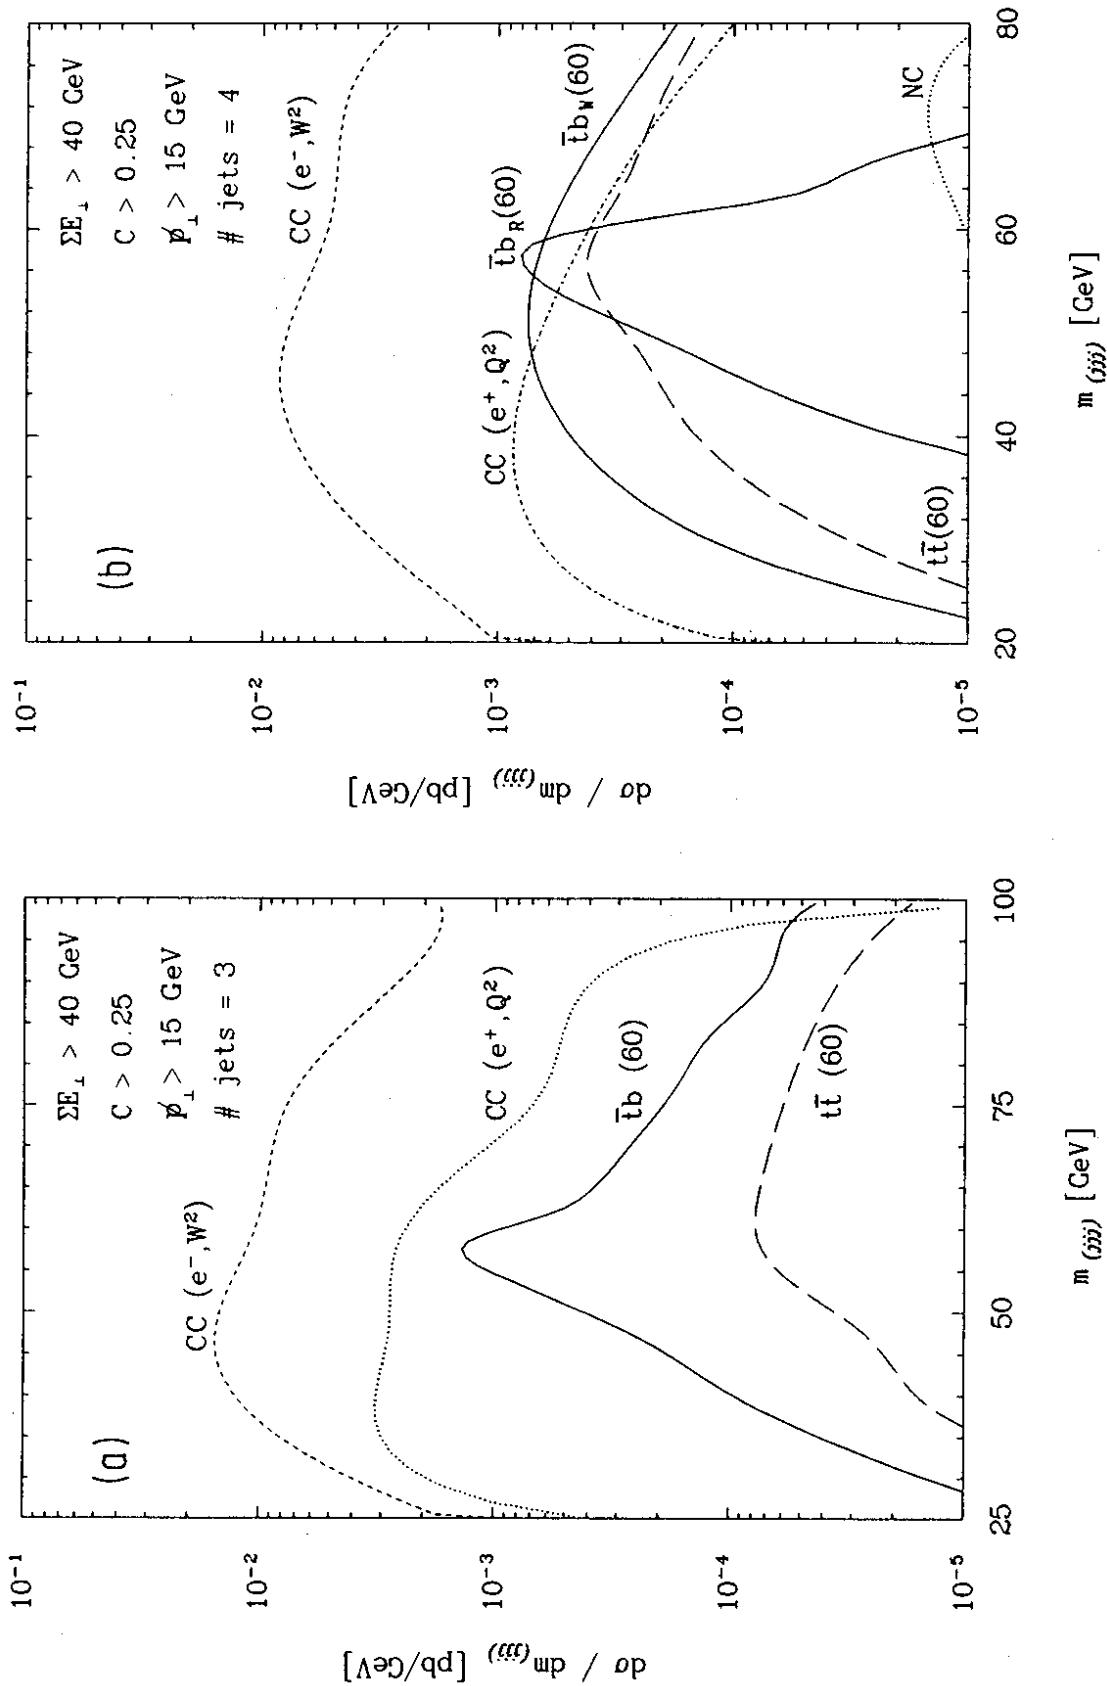 (a)
ΣE⊥ > 40 GeV
C > 0.25
p̸⊥ > 15 GeV
# jets = 3
CC (e⁻,W²)
CC (e⁺,Q²)
t̄b (60)
tt̄ (60)
10⁻¹
10⁻²
10⁻³
10⁻⁴
10⁻⁵
25
50
75
100
dσ / dm(jjj) [pb/GeV]
m(jjj) [GeV]
(b)
ΣE⊥ > 40 GeV
C > 0.25
p̸⊥ > 15 GeV
# jets = 4
CC (e⁻,W²)
CC (e⁺,Q²)
t̄b_R(60)
t̄b_W(60)
tt̄(60)
NC
10⁻¹
10⁻²
10⁻³
10⁻⁴
10⁻⁵
20
40
60
80
dσ / dm(jjj) [pb/GeV]
m(jjj) [GeV]